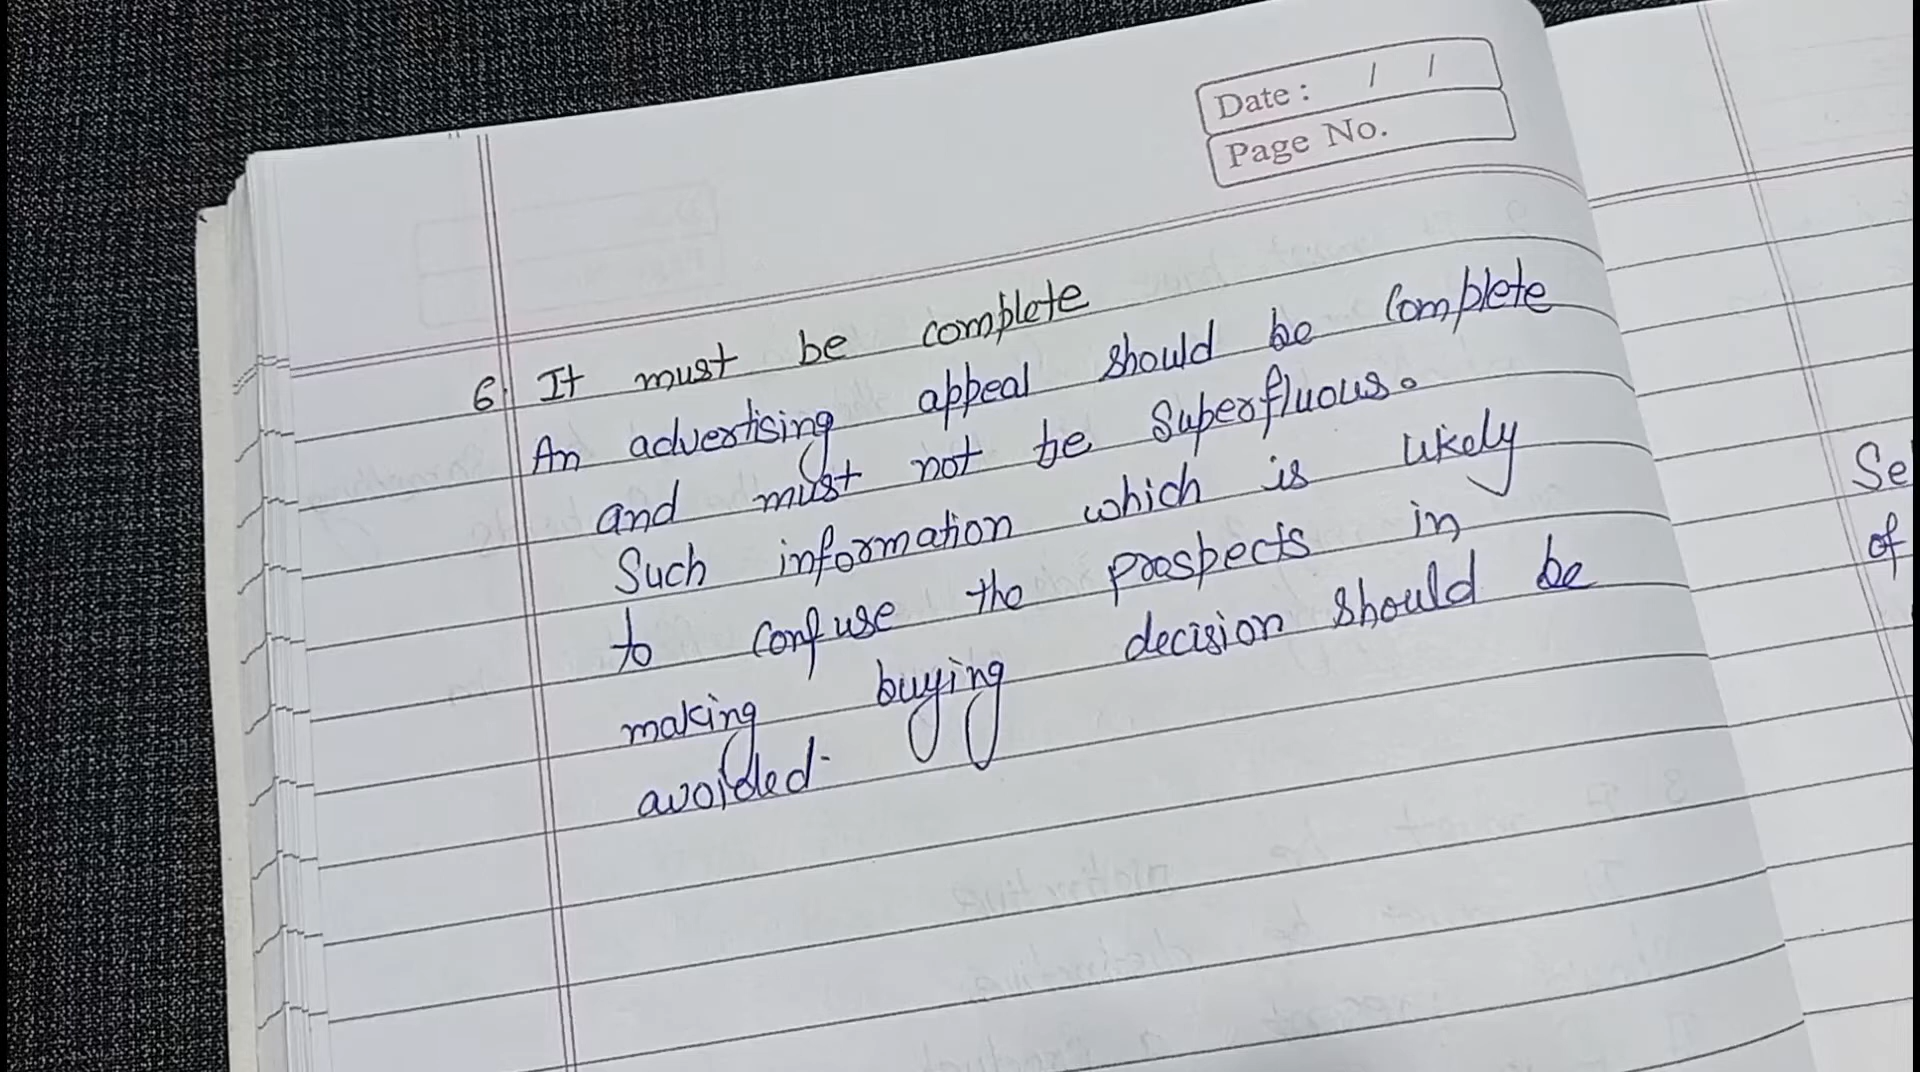 Date : / /
Page No.
6. It must be complete
An advertising appeal should be complete
and must not be superfluous.
Such information which is likely
to confuse the prospects in
making buying decision should be
avoided.
Se
of